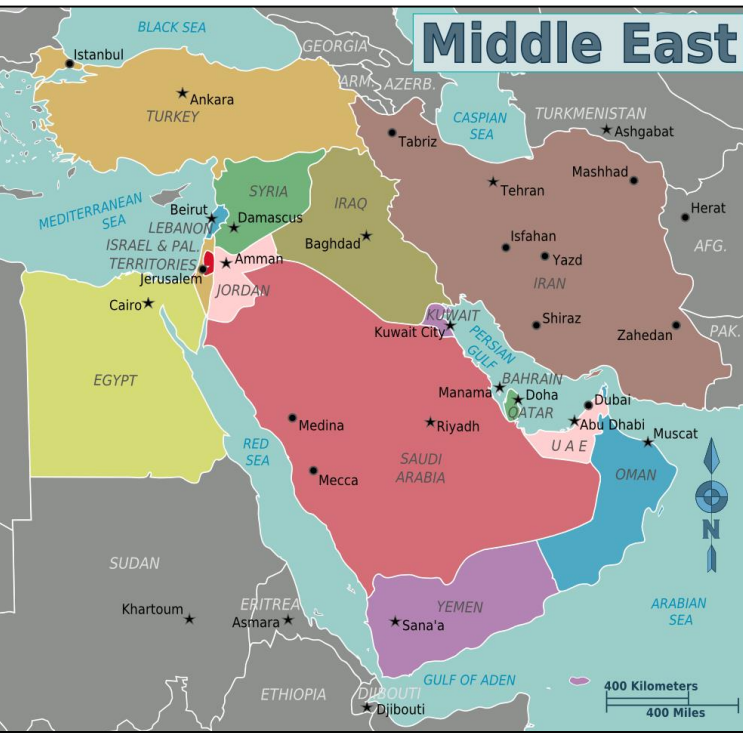 Middle East
BLACK SEA
GEORGIA
Istanbul
ARM.
AZERB.
Ankara
TURKEY
CASPIAN
SEA
TURKMENISTAN
Ashgabat
Tabriz
Tehran
Mashhad
SYRIA
IRAQ
MEDITERRANEAN
SEA
Beirut
Damascus
LEBANON
Herat
Isfahan
Baghdad
AFG.
ISRAEL & PAL.
TERRITORIES
Yazd
Amman
Jerusalem
IRAN
JORDAN
Cairo
KUWAIT
Kuwait City
Shiraz
Zahedan
PAK.
PERSIAN
GULF
EGYPT
BAHRAIN
Manama
Doha
Dubai
QATAR
Medina
Riyadh
Abu Dhabi
Muscat
RED
SEA
U A E
SAUDI
ARABIA
Mecca
OMAN
N
SUDAN
Khartoum
ERITREA
Asmara
YEMEN
Sana'a
ARABIAN
SEA
GULF OF ADEN
ETHIOPIA
DJIBOUTI
Djibouti
400 Kilometers
400 Miles